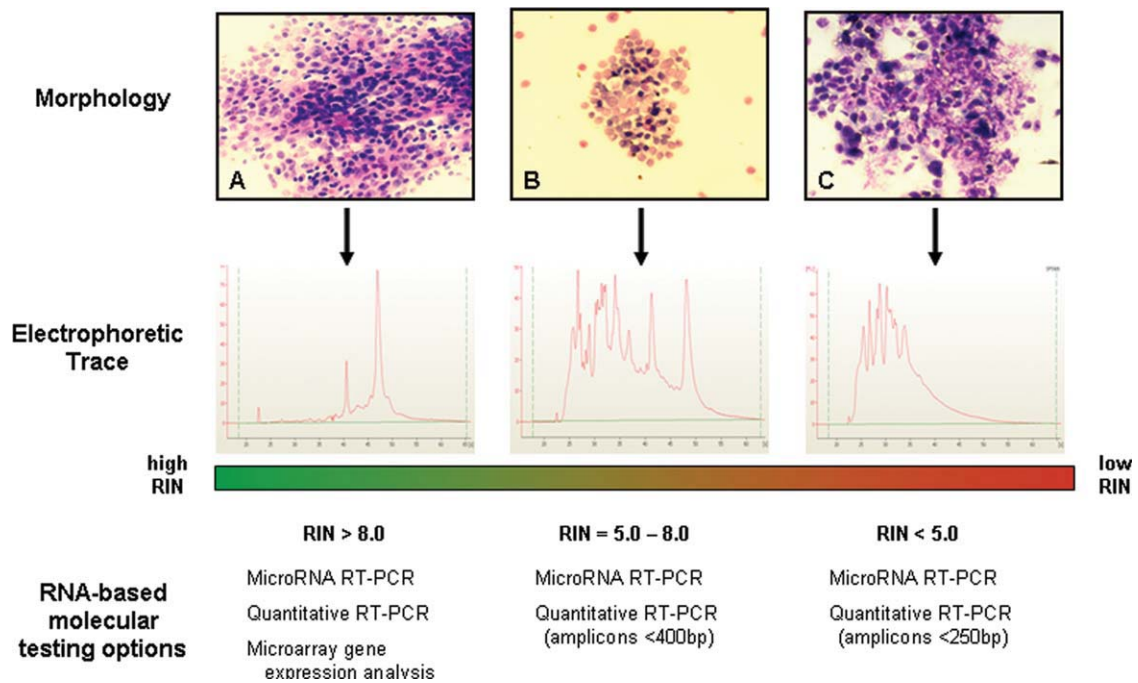 Morphology
A
B
C
Electrophoretic
Trace
high
RIN
low
RIN
RIN > 8.0
RIN = 5.0 – 8.0
RIN < 5.0
RNA-based
molecular
testing options
MicroRNA RT-PCR
Quantitative RT-PCR
Microarray gene
expression analysis
MicroRNA RT-PCR
Quantitative RT-PCR
(amplicons <400bp)
MicroRNA RT-PCR
Quantitative RT-PCR
(amplicons <250bp)